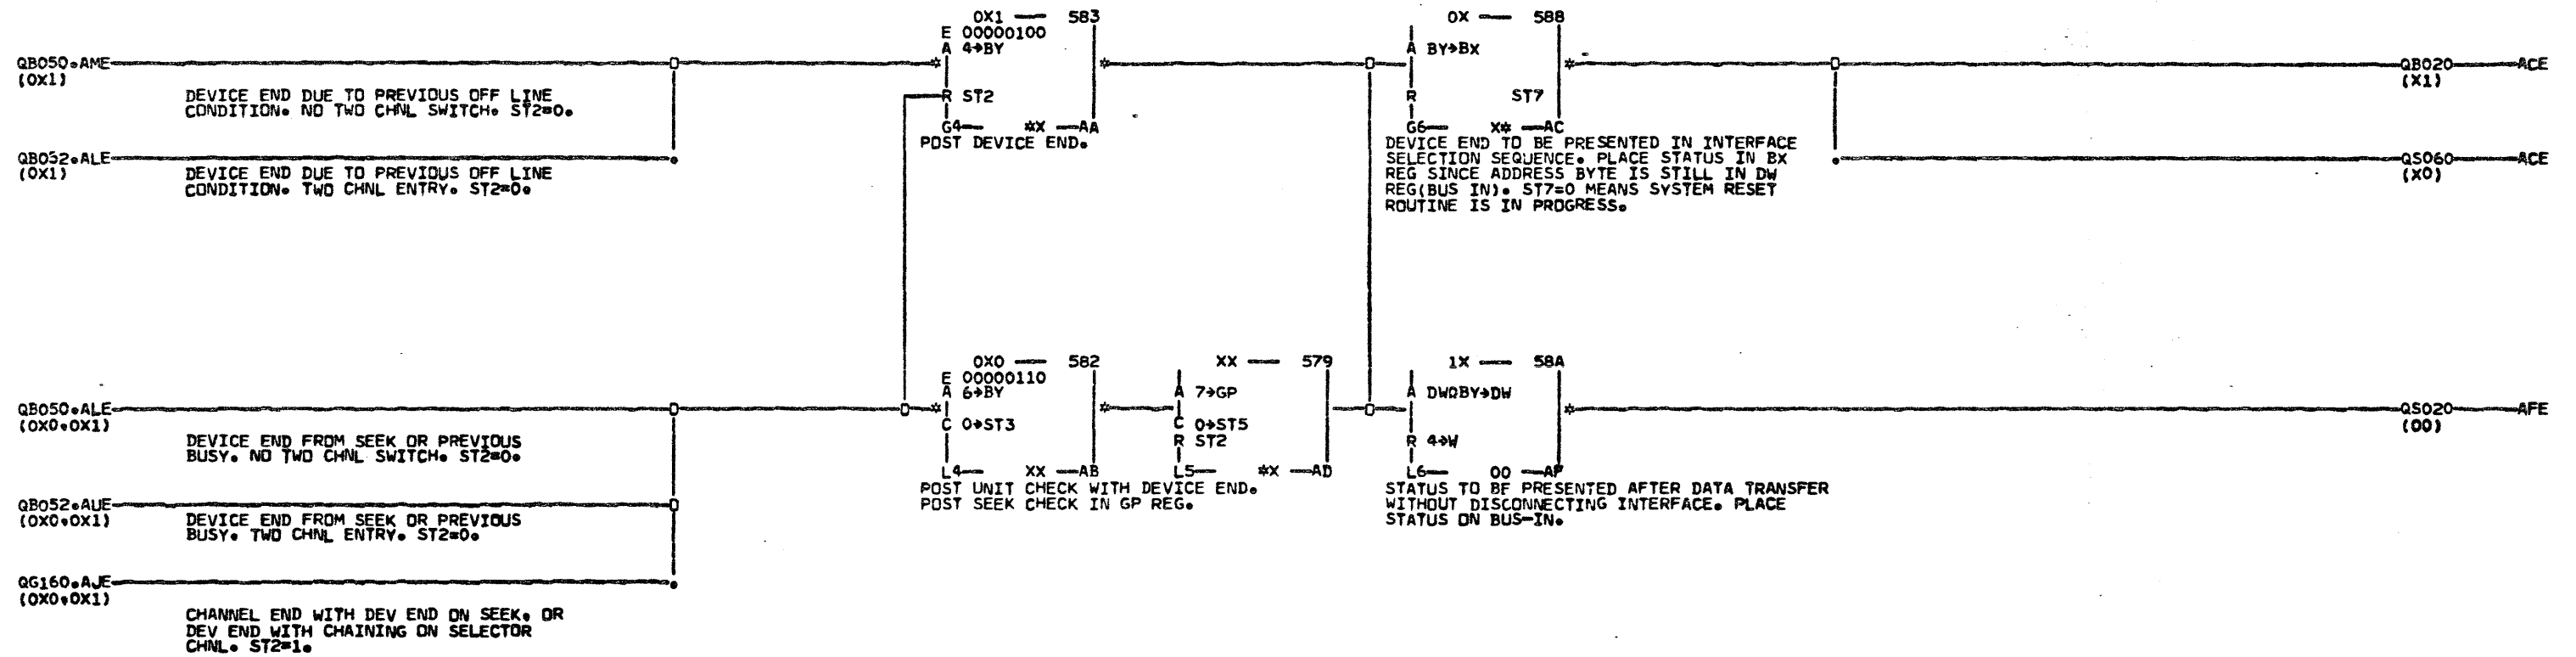 OX1 — 583
E 00000100
A 4→BY
R ST2
G4— *X —AA
POST DEVICE END.
OX — 588
A BY→BX
R ST7
G6— X* —AC
DEVICE END TO BE PRESENTED IN INTERFACE
SELECTION SEQUENCE. PLACE STATUS IN BX
REG SINCE ADDRESS BYTE IS STILL IN DW
REG(BUS IN). ST7=0 MEANS SYSTEM RESET
ROUTINE IS IN PROGRESS.
QB050.AME
(0X1)
DEVICE END DUE TO PREVIOUS OFF LINE
CONDITION. NO TWO CHNL SWITCH. ST2=0.
QB052.ALE
(0X1)
DEVICE END DUE TO PREVIOUS OFF LINE
CONDITION. TWO CHNL ENTRY. ST2=0.
QB020 ACE
(X1)
QS060 ACE
(X0)
0X0 — 582
E 00000110
A 6→BY
C 0→ST3
L4— XX —AB
POST UNIT CHECK WITH DEVICE END.
POST SEEK CHECK IN GP REG.
XX — 579
A 7→GP
C 0→ST5
R ST2
L5— *X —AD
1X — 58A
A DWΩBY→DW
R 4→W
L6— 00 —AF
STATUS TO BE PRESENTED AFTER DATA TRANSFER
WITHOUT DISCONNECTING INTERFACE. PLACE
STATUS ON BUS-IN.
QB050.ALE
(0X0.0X1)
DEVICE END FROM SEEK OR PREVIOUS
BUSY. NO TWO CHNL SWITCH. ST2=0.
QB052.AUE
(0X0.0X1)
DEVICE END FROM SEEK OR PREVIOUS
BUSY. TWO CHNL ENTRY. ST2=0.
QG160.AJE
(0X0.0X1)
CHANNEL END WITH DEV END ON SEEK. OR
DEV END WITH CHAINING ON SELECTOR
CHNL. ST2=1.
QS020 AFE
(00)